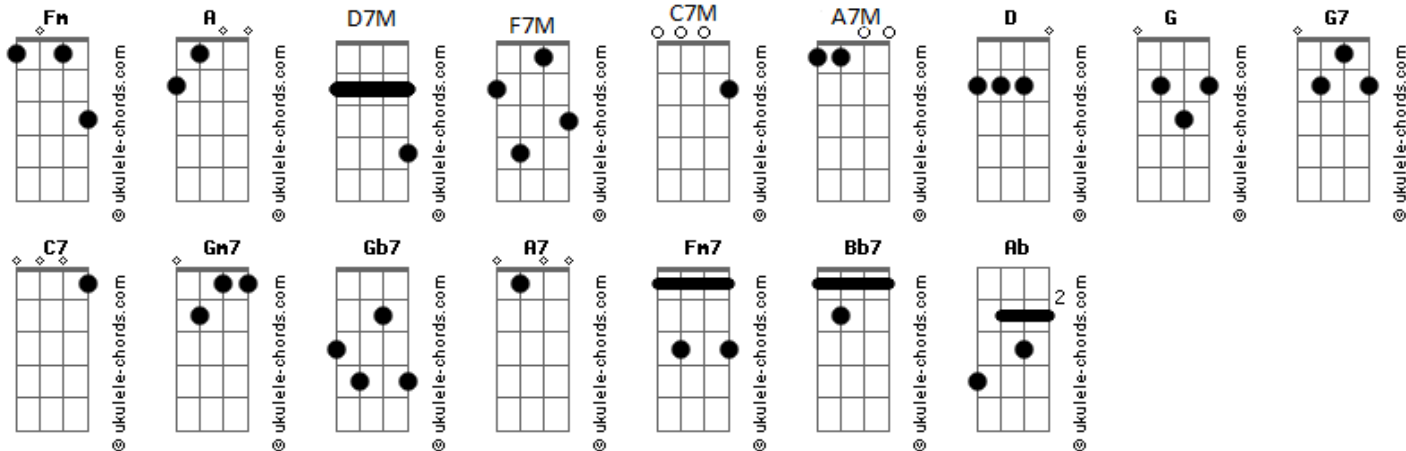 Fm A D7M F7M C7M A7M D G G7
ukulele-chords.com ukulele-chords.com ukulele-chords.com ukulele-chords.com ukulele-chords.com ukulele-chords.com ukulele-chords.com ukulele-chords.com ukulele-chords.com
C7 Gm7 Gb7 A7 Fm7 Bb7 Ab
2
ukulele-chords.com ukulele-chords.com ukulele-chords.com ukulele-chords.com ukulele-chords.com ukulele-chords.com ukulele-chords.com